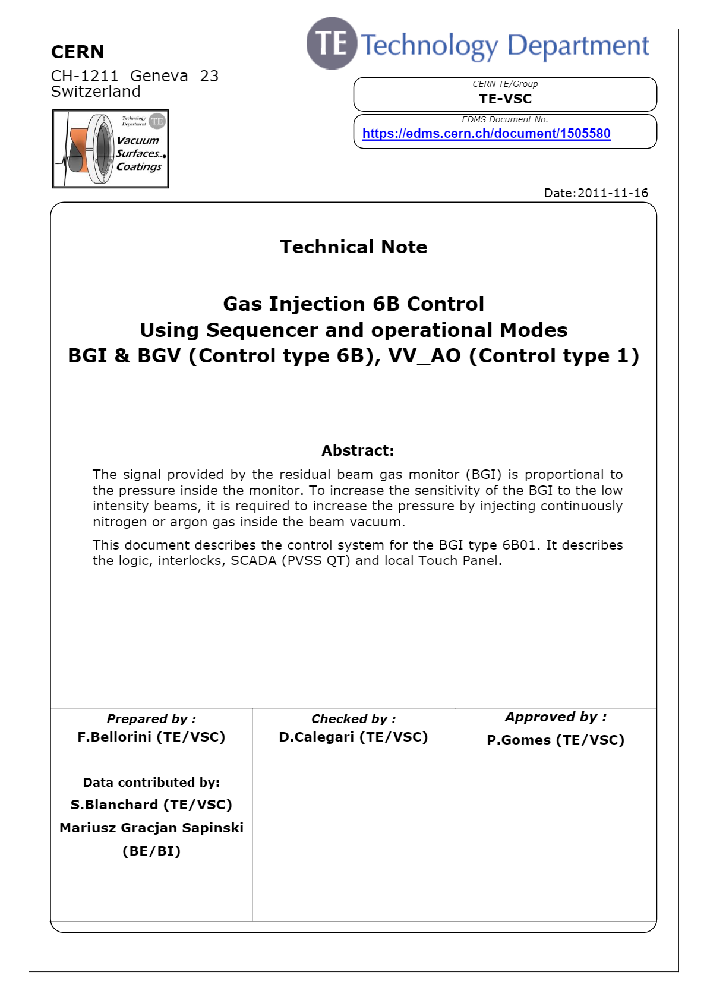 TE Technology Department
CERN
CH-1211 Geneva 23
Switzerland
CERN TE/Group
TE-VSC
EDMS Document No.
https://edms.cern.ch/document/1505580
Technology
Department
TE
Vacuum
Surfaces..
Coatings
Date:2011-11-16
Technical Note
Gas Injection 6B Control
Using Sequencer and operational Modes
BGI & BGV (Control type 6B), VV_AO (Control type 1)
Abstract:
The signal provided by the residual beam gas monitor (BGI) is proportional to
the pressure inside the monitor. To increase the sensitivity of the BGI to the low
intensity beams, it is required to increase the pressure by injecting continuously
nitrogen or argon gas inside the beam vacuum.
This document describes the control system for the BGI type 6B01. It describes
the logic, interlocks, SCADA (PVSS QT) and local Touch Panel.
Prepared by :
F.Bellorini (TE/VSC)
Data contributed by:
S.Blanchard (TE/VSC)
Mariusz Gracjan Sapinski
(BE/BI)
Checked by :
D.Calegari (TE/VSC)
Approved by :
P.Gomes (TE/VSC)